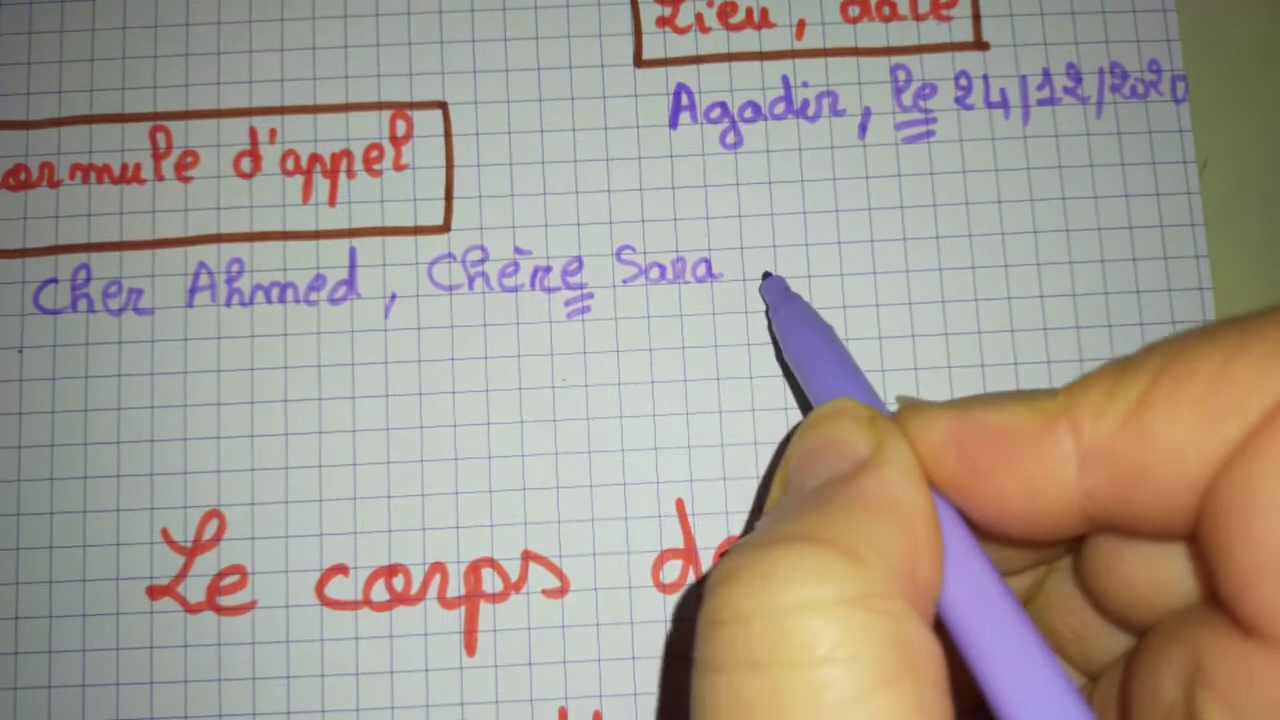 Lieu, date
Agadir, le 24/12/2020
ormule d'appel
Cher Ahmed, Chère Sara
Le corps de